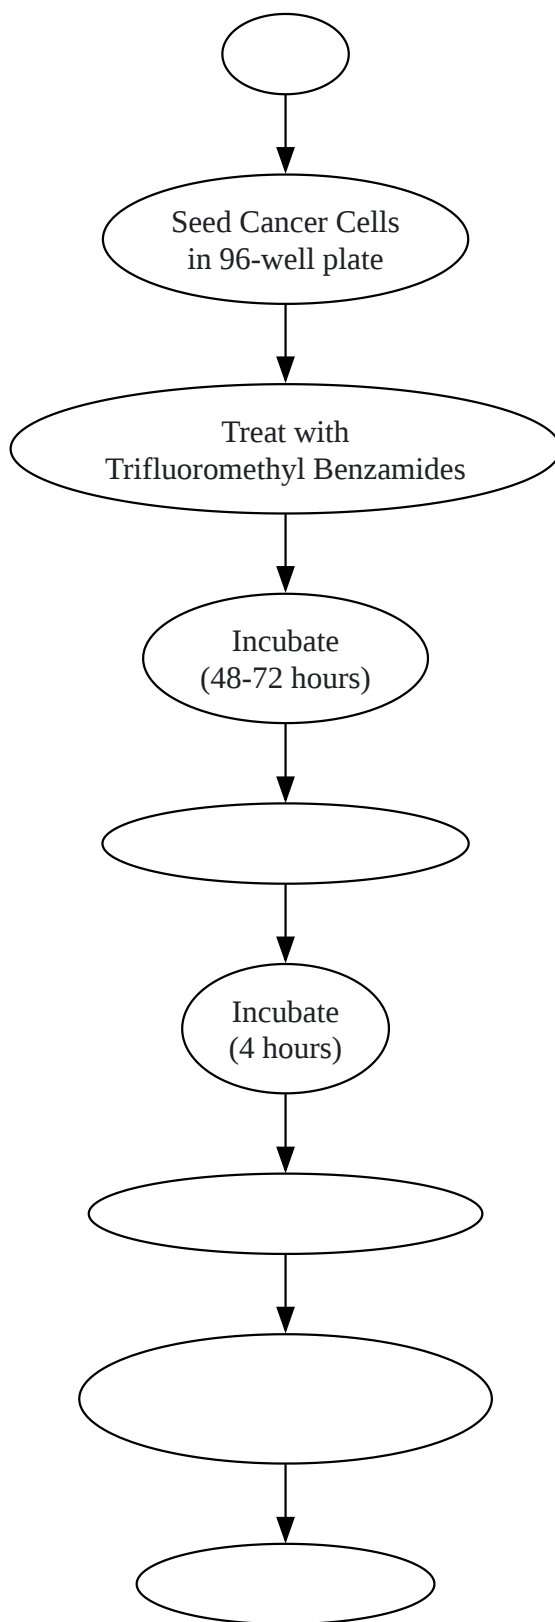 Seed Cancer Cells
in 96-well plate
Treat with
Trifluoromethyl Benzamides
Incubate
(48-72 hours)
Incubate
(4 hours)